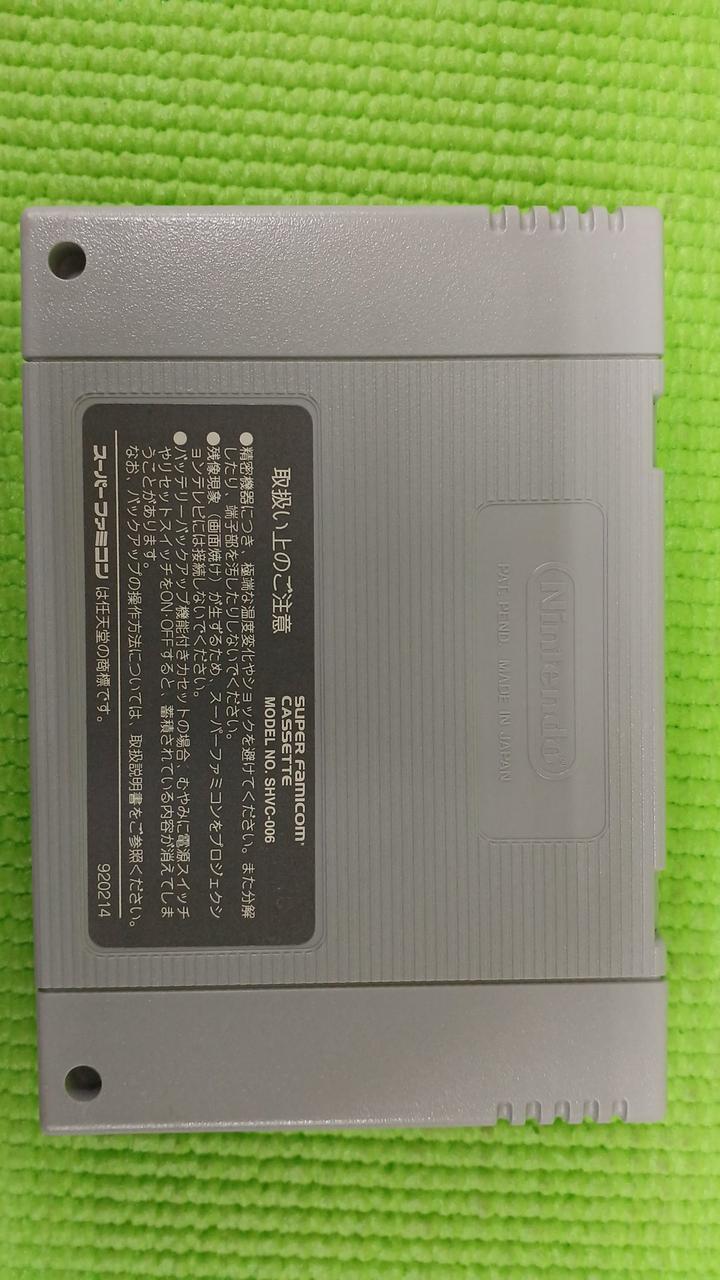 Nintendo®
PAT. PEND. MADE IN JAPAN
SUPER FAMICOM®
CASSETTE
MODEL NO. SHVC-006
取扱い上のご注意
●精密機器につき、極端な温度変化やショックを避けてください。また分解
したり、端子部を汚したりしないでください。
●残像現象（画面焼け）が生ずるため、スーパーファミコンをプロジェクシ
ョンテレビには接続しないでください。
●バッテリーバックアップ機能付きカセットの場合、むやみに電源スイッチ
やリセットスイッチをON・OFFすると、蓄積されている内容が消えてしま
うことがあります。
なお、バックアップの操作方法については、取扱説明書をご参照ください。
スーパーファミコン は任天堂の商標です。
920214